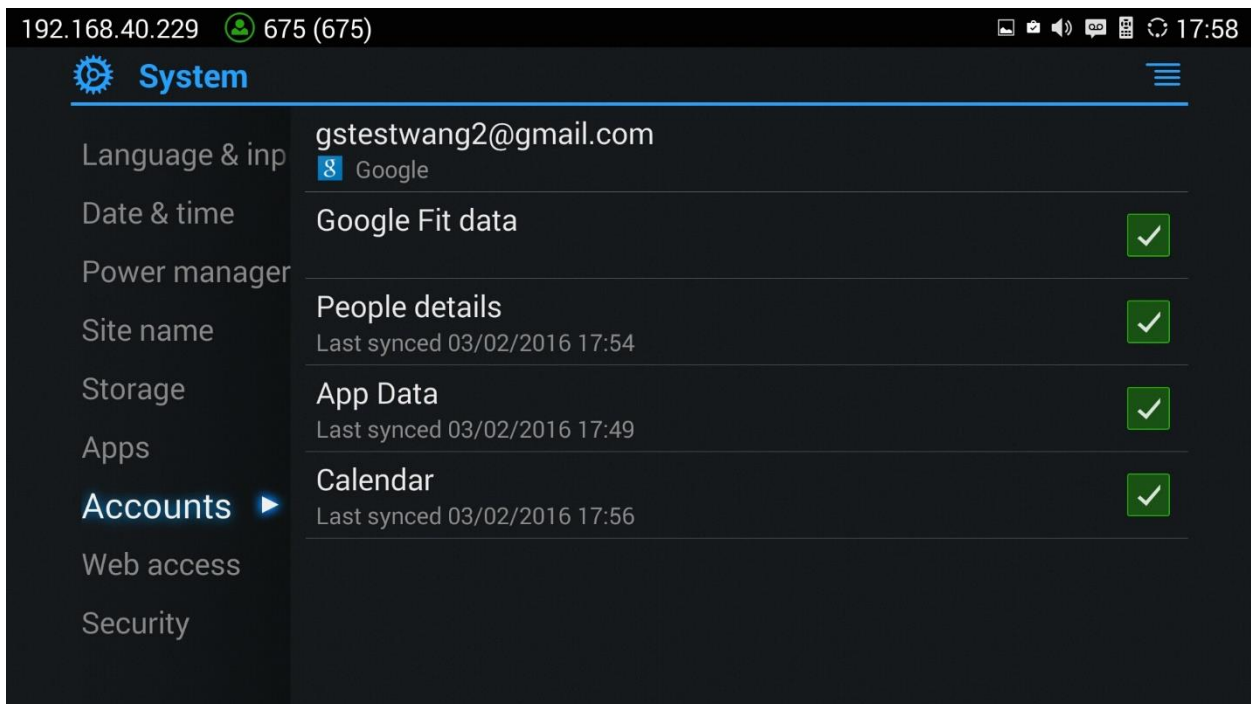 192.168.40.229 675 (675) 17:58
System
Language & inp
Date & time
Power manager
Site name
Storage
Apps
Accounts
Web access
Security
gstestwang2@gmail.com
8 Google
Google Fit data
People details
Last synced 03/02/2016 17:54
App Data
Last synced 03/02/2016 17:49
Calendar
Last synced 03/02/2016 17:56